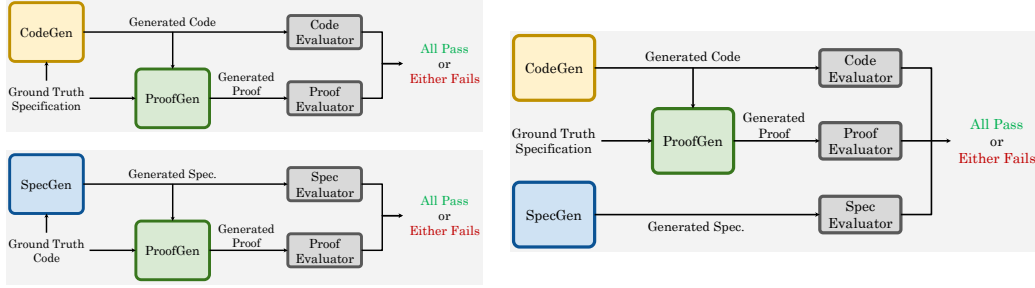 CodeGen
Generated Code
Code
Evaluator
Ground Truth
Specification
ProofGen
Generated
Proof
Proof
Evaluator
All Pass
or
Either Fails
SpecGen
Generated Spec.
Spec
Evaluator
Ground Truth
Code
ProofGen
Generated
Proof
Proof
Evaluator
All Pass
or
Either Fails
CodeGen
Generated Code
Code
Evaluator
Ground Truth
Specification
ProofGen
Generated
Proof
Proof
Evaluator
All Pass
or
Either Fails
SpecGen
Generated Spec.
Spec
Evaluator